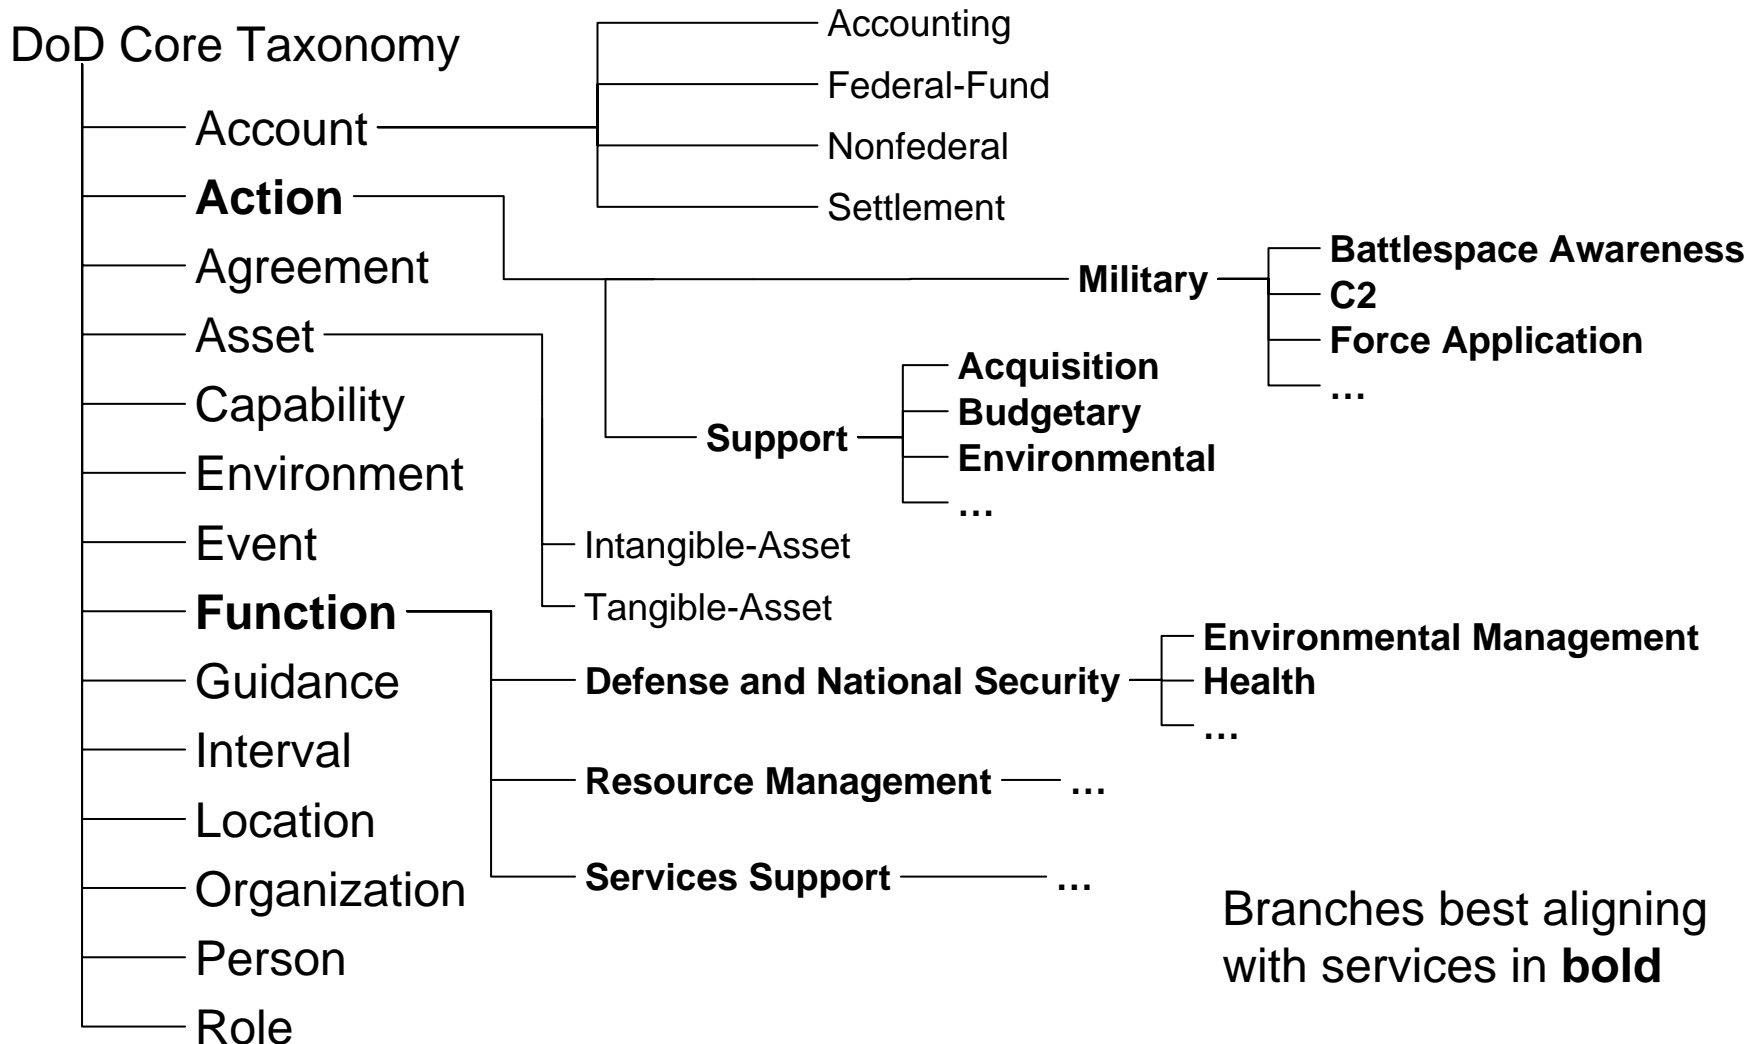 DoD Core Taxonomy
Account
Accounting
Federal-Fund
Nonfederal
Settlement
Action
Military
Battlespace Awareness
C2
Force Application
...
Support
Acquisition
Budgetary
Environmental
...
Agreement
Asset
Intangible-Asset
Tangible-Asset
Capability
Environment
Event
Function
Defense and National Security
Environmental Management
Health
...
Resource Management
...
Services Support
...
Guidance
Interval
Location
Organization
Person
Role
Branches best aligning
with services in bold